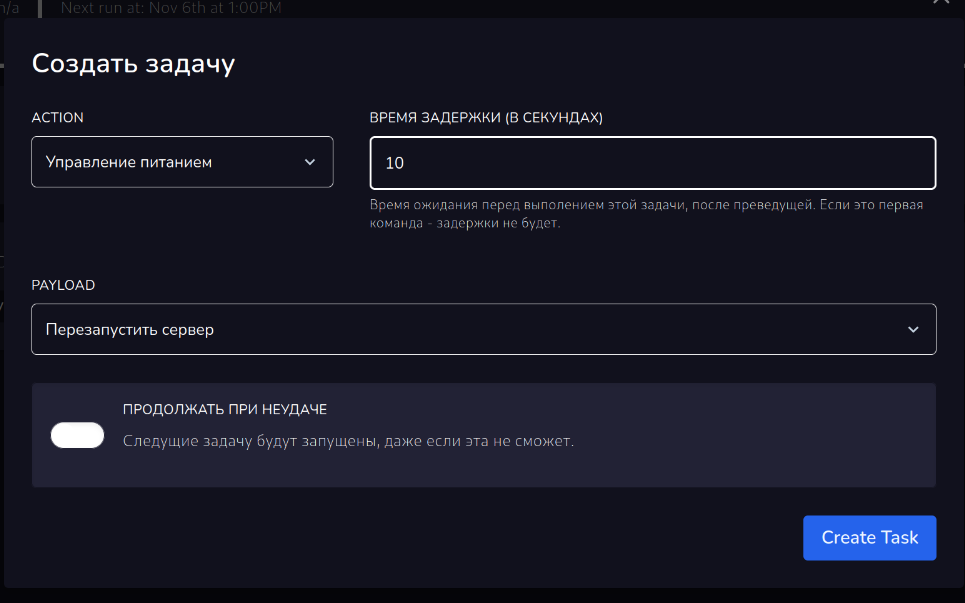 n/a Next run at: Nov 6th at 1:00PM
Создать задачу
ACTION
ВРЕМЯ ЗАДЕРЖКИ (В СЕКУНДАХ)
Управление питанием
10
Время ожидания перед выполением этой задачи, после преведущей. Если это первая
команда - задержки не будет.
PAYLOAD
Перезапустить сервер
ПРОДОЛЖАТЬ ПРИ НЕУДАЧЕ
Следущие задачу будут запущены, даже если эта не сможет.
Create Task